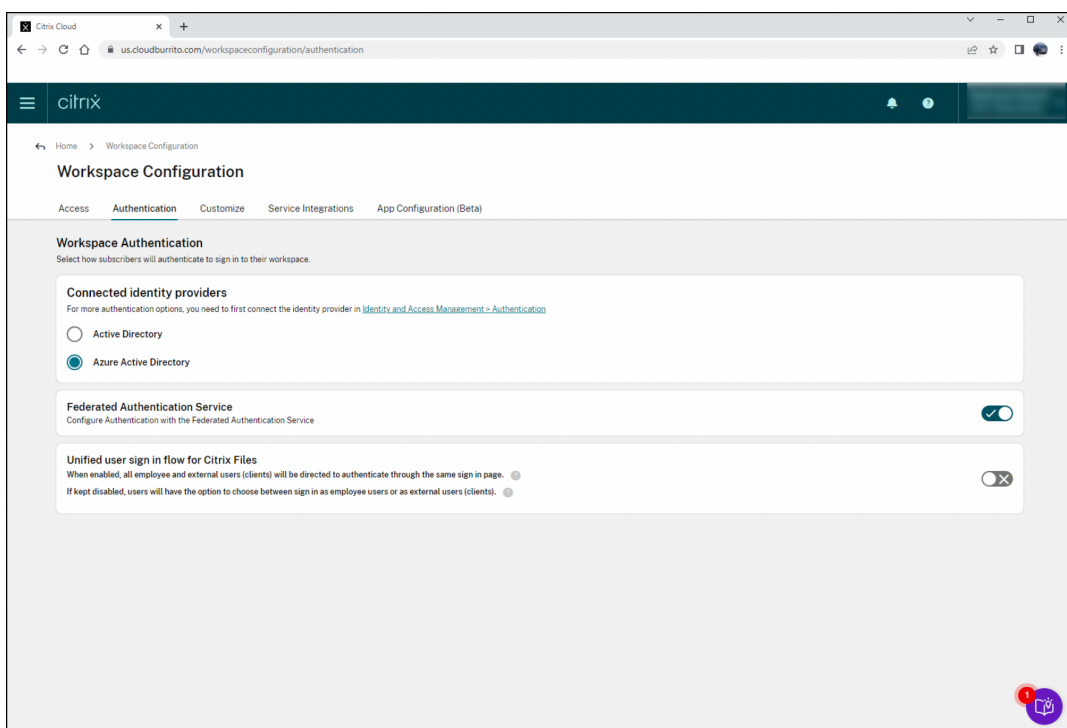 Citrix Cloud
us.cloudburrito.com/workspaceconfiguration/authentication
citrix
Home > Workspace Configuration
Workspace Configuration
Access Authentication Customize Service Integrations App Configuration (Beta)
Workspace Authentication
Select how subscribers will authenticate to sign in to their workspace.
Connected identity providers
For more authentication options, you need to first connect the identity provider in Identity and Access Management > Authentication
Active Directory
Azure Active Directory
Federated Authentication Service
Configure Authentication with the Federated Authentication Service
Unified user sign in flow for Citrix Files
When enabled, all employee and external users (clients) will be directed to authenticate through the same sign in page. ?
If kept disabled, users will have the option to choose between sign in as employee users or as external users (clients). ?
1